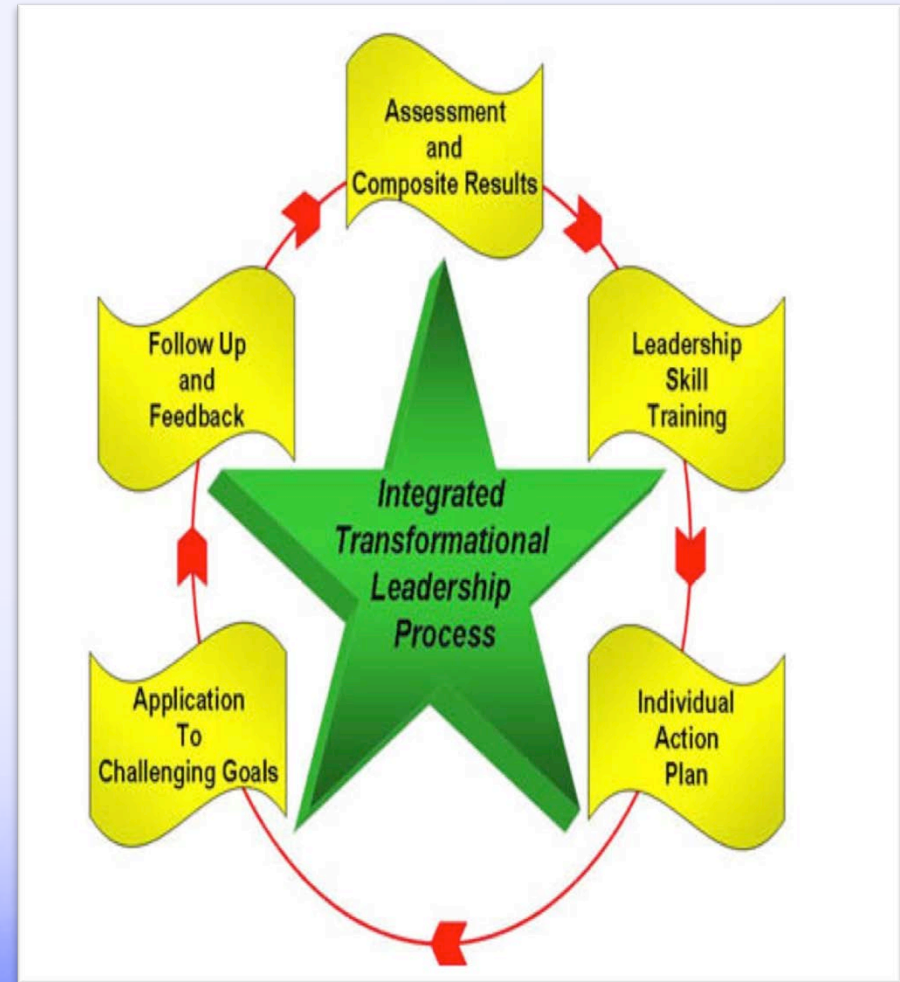 Assessment
and
Composite Results
Leadership
Skill
Training
Individual
Action
Plan
Application
To
Challenging Goals
Follow Up
and
Feedback
Integrated
Transformational
Leadership
Process